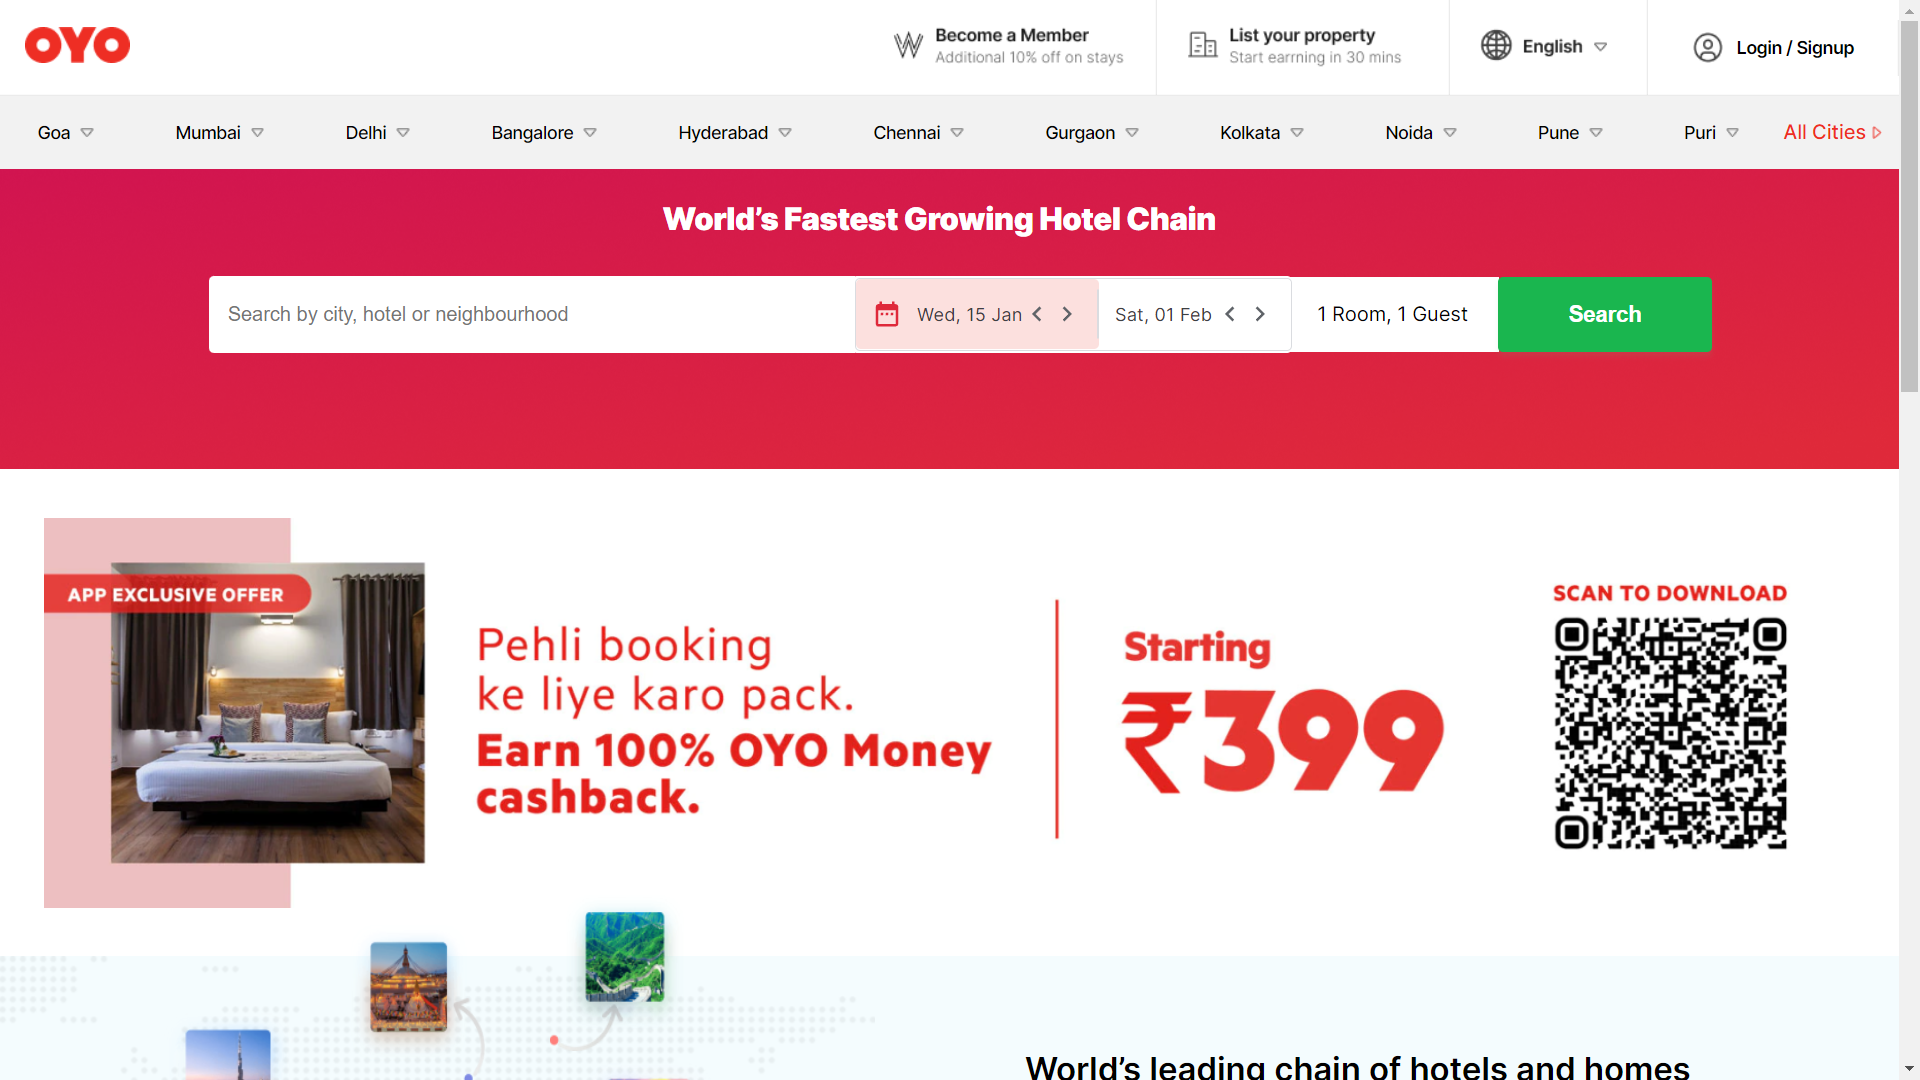 OYO
Become a Member
Additional 10% off on stays
List your property
Start earrning in 30 mins
English
Login / Signup
Goa
Mumbai
Delhi
Bangalore
Hyderabad
Chennai
Gurgaon
Kolkata
Noida
Pune
Puri
All Cities
World's Fastest Growing Hotel Chain
Search by city, hotel or neighbourhood
Wed, 15 Jan
Sat, 01 Feb
1 Room, 1 Guest
Search
APP EXCLUSIVE OFFER
Pehli booking
ke liye karo pack.
Earn 100% OYO Money
cashback.
Starting
₹399
SCAN TO DOWNLOAD
World's leading chain of hotels and homes